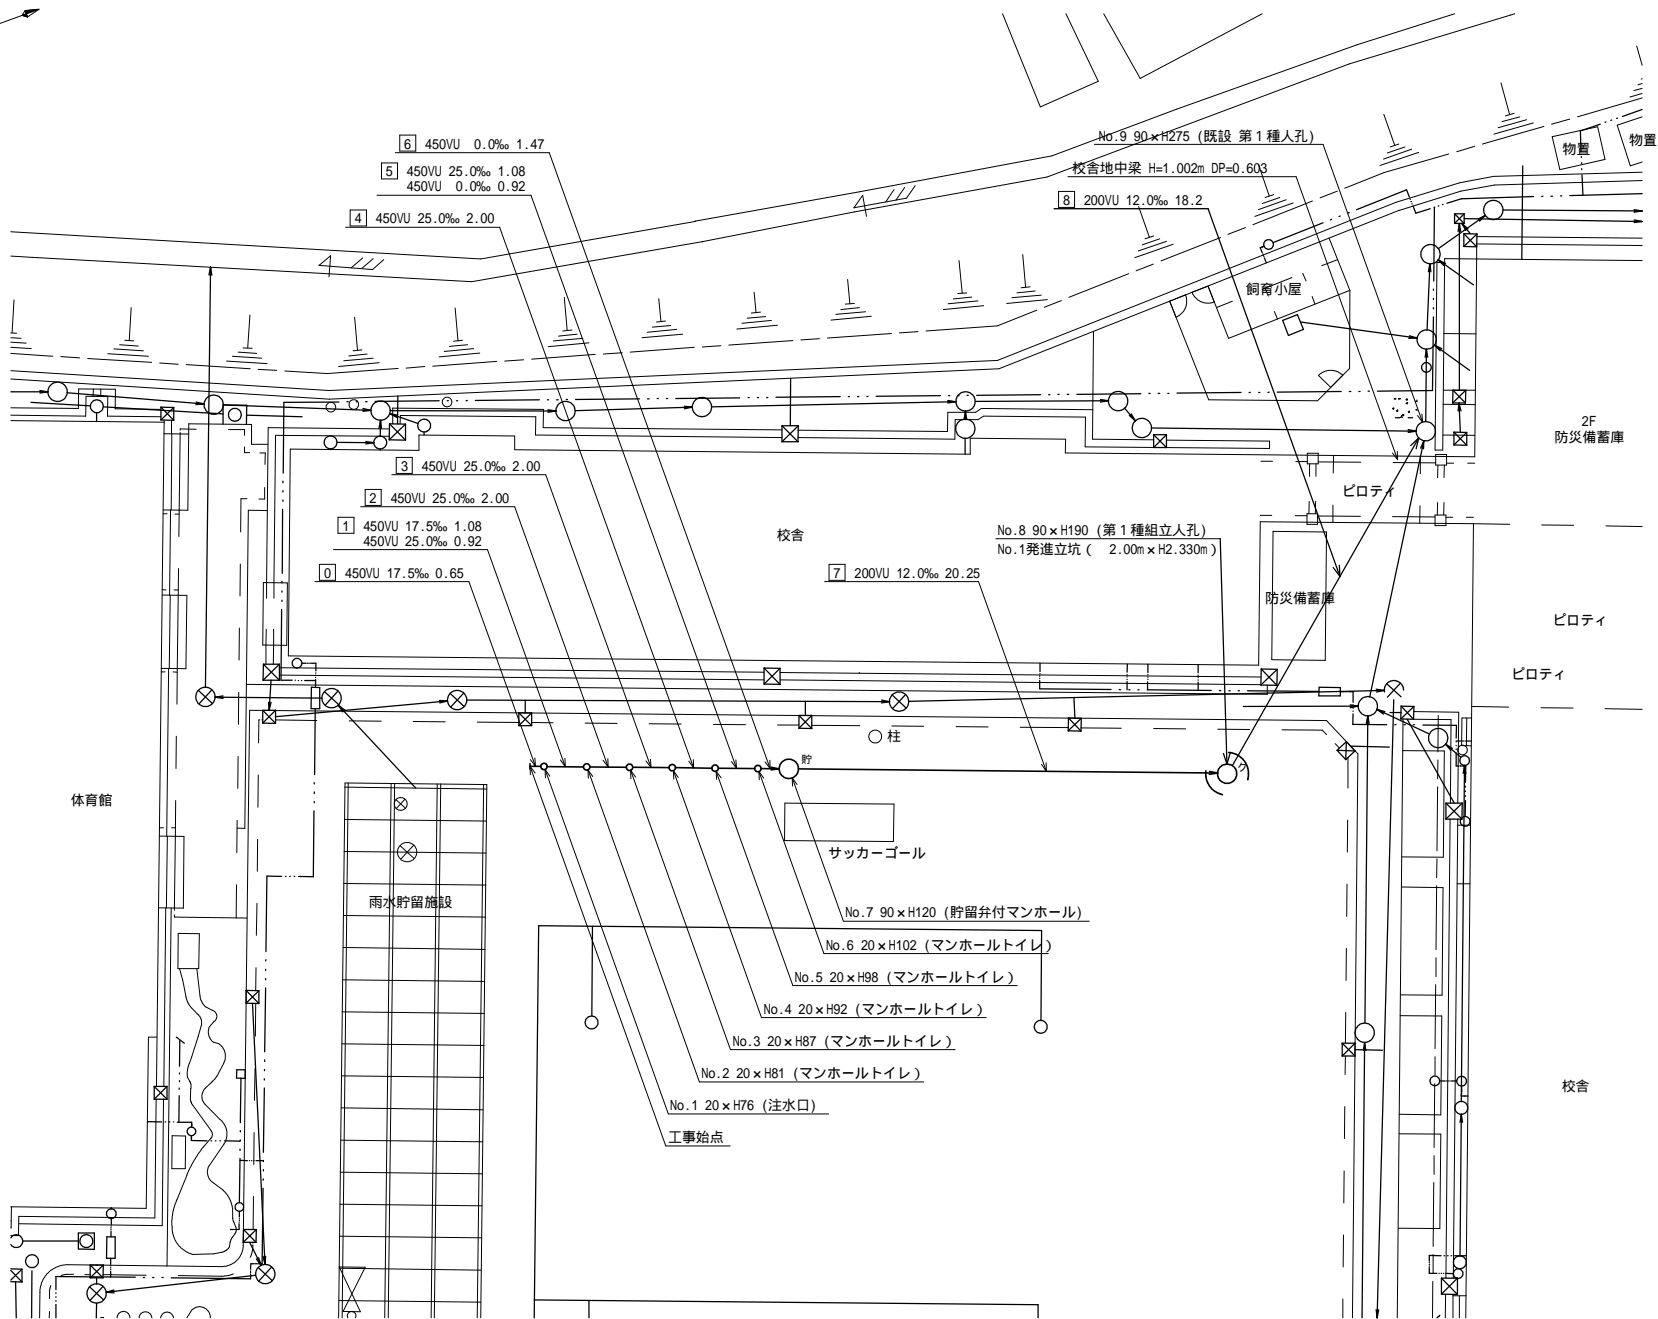 6 450VU 0.0‰ 1.47
5 450VU 25.0‰ 1.08
450VU 0.0‰ 0.92
4 450VU 25.0‰ 2.00
No.9 90×H275 (既設 第1種人孔)
校舎地中梁 H=1.002m DP=0.603
8 200VU 12.0‰ 18.2
物置
物置
飼育小屋
2F
防災備蓄庫
3 450VU 25.0‰ 2.00
2 450VU 25.0‰ 2.00
1 450VU 17.5‰ 1.08
450VU 25.0‰ 0.92
0 450VU 17.5‰ 0.65
校舎
ピロティ
No.8 90×H190 (第1種組立人孔)
No.1発進立坑( 2.00m×H2.330m)
7 200VU 12.0‰ 20.25
防災備蓄庫
ピロティ
ピロティ
柱
貯
体育館
サッカーゴール
雨水貯留施設
No.7 90×H120 (貯留弁付マンホール)
No.6 20×H102 (マンホールトイレ)
No.5 20×H98 (マンホールトイレ)
No.4 20×H92 (マンホールトイレ)
No.3 20×H87 (マンホールトイレ)
No.2 20×H81 (マンホールトイレ)
No.1 20×H76 (注水口)
工事始点
校舎